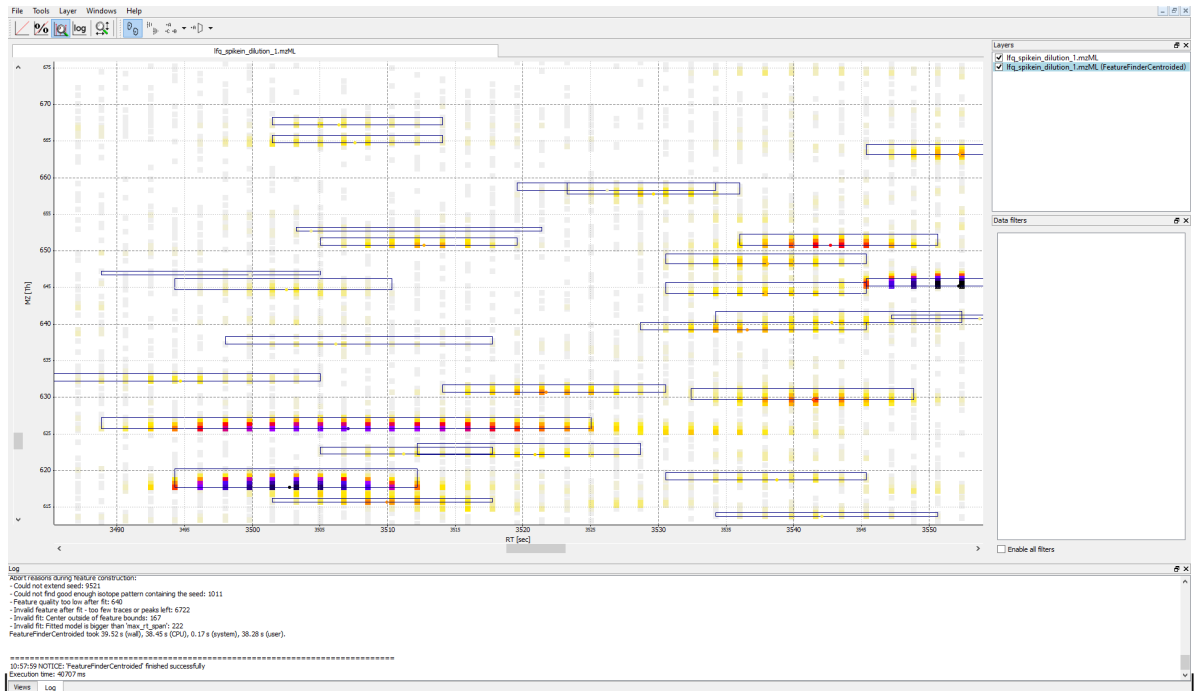 File Tools Layer Windows Help
% log
lfq_spikein_dilution_1.mzML
675
670
665
660
655
650
645
640
635
630
625
620
615
MZ [Th]
3490 3495 3500 3505 3510 3515 3520 3525 3530 3535 3540 3545 3550
RT [sec]
Layers
lfq_spikein_dilution_1.mzML
lfq_spikein_dilution_1.mzML (FeatureFinderCentroided)
Data filters
Enable all filters
Log
Abort reasons during feature construction:
- Could not extend seed: 9521
- Could not find good enough isotope pattern containing the seed: 1011
- Feature quality too low after fit: 640
- Invalid feature after fit - too few traces or peaks left: 6722
- Invalid fit: Center outside of feature bounds: 167
- Invalid fit: Fitted model is bigger than 'max_rt_span': 222
FeatureFinderCentroided took 39.52 s (wall), 38.45 s (CPU), 0.17 s (system), 38.28 s (user).
10:57:59 NOTICE: 'FeatureFinderCentroided' finished successfully
Execution time: 40707 ms
Views Log